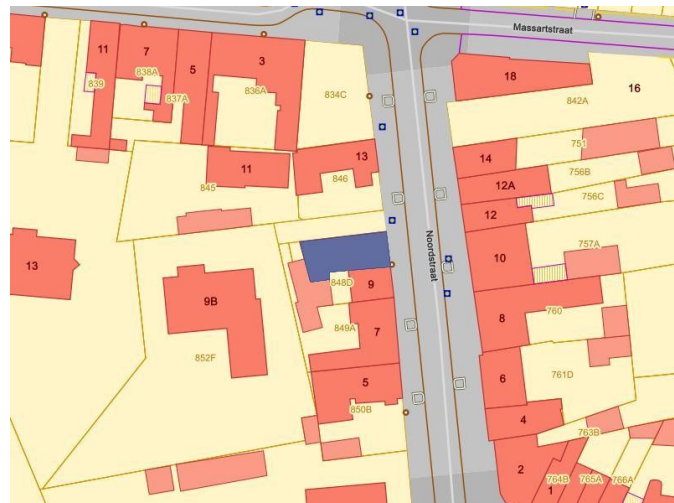 Massartstraat
11
7
5
3
18
16
839
838A
837A
836A
834C
842A
751
14
13
11
845
846
12A
756B
756C
12
Noordstraat
10
757A
13
9B
848D
9
849A
7
8
760
852F
5
850B
6
761D
4
763B
2
764B
1
765A
766A